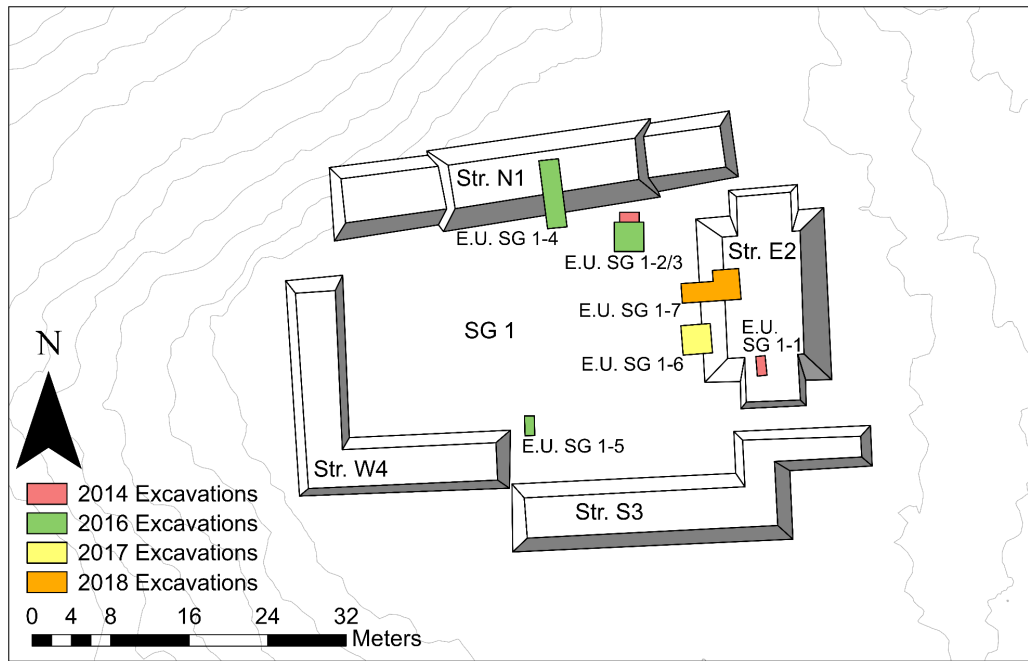 Str. N1
E.U. SG 1-4
E.U. SG 1-2/3
Str. E2
E.U. SG 1-7
SG 1
E.U.
SG 1-1
E.U. SG 1-6
N
E.U. SG 1-5
Str. W4
Str. S3
2014 Excavations
2016 Excavations
2017 Excavations
2018 Excavations
0 4 8 16 24 32
Meters